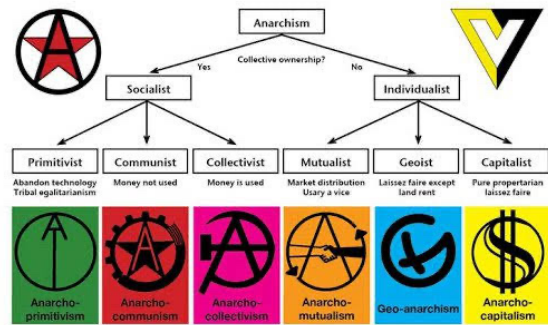 Anarchism
Yes
Collective ownership?
No
Socialist
Individualist
Primitivist
Communist
Collectivist
Mutualist
Geoist
Capitalist
Abandon technology
Tribal egalitarianism
Money not used
Money is used
Market distribution
Usary a vice
Laissez faire except
land rent
Pure propertarian
laissez faire
Anarcho-
primitivism
Anarcho-
communism
Anarcho-
collectivism
Anarcho-
mutualism
Geo-anarchism
Anarcho-
capitalism